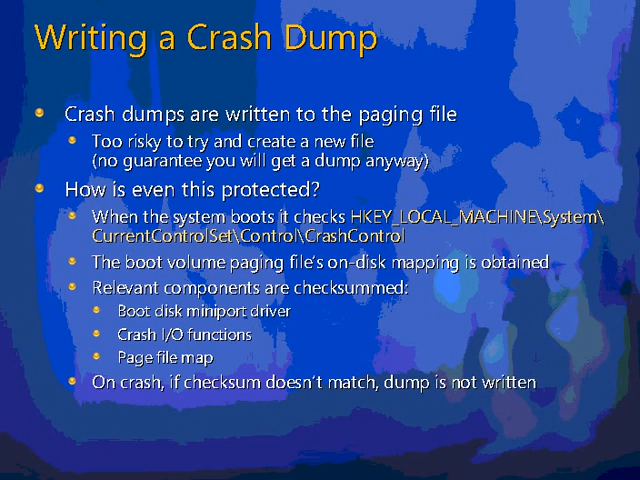 Writing a Crash Dump
Crash dumps are written to the paging file
Too risky to try and create a new file
(no guarantee you will get a dump anyway)
How is even this protected?
When the system boots it checks HKEY_LOCAL_MACHINE\System\
CurrentControlSet\Control\CrashControl
The boot volume paging file's on-disk mapping is obtained
Relevant components are checksummed:
Boot disk miniport driver
Crash I/O functions
Page file map
On crash, if checksum doesn't match, dump is not written